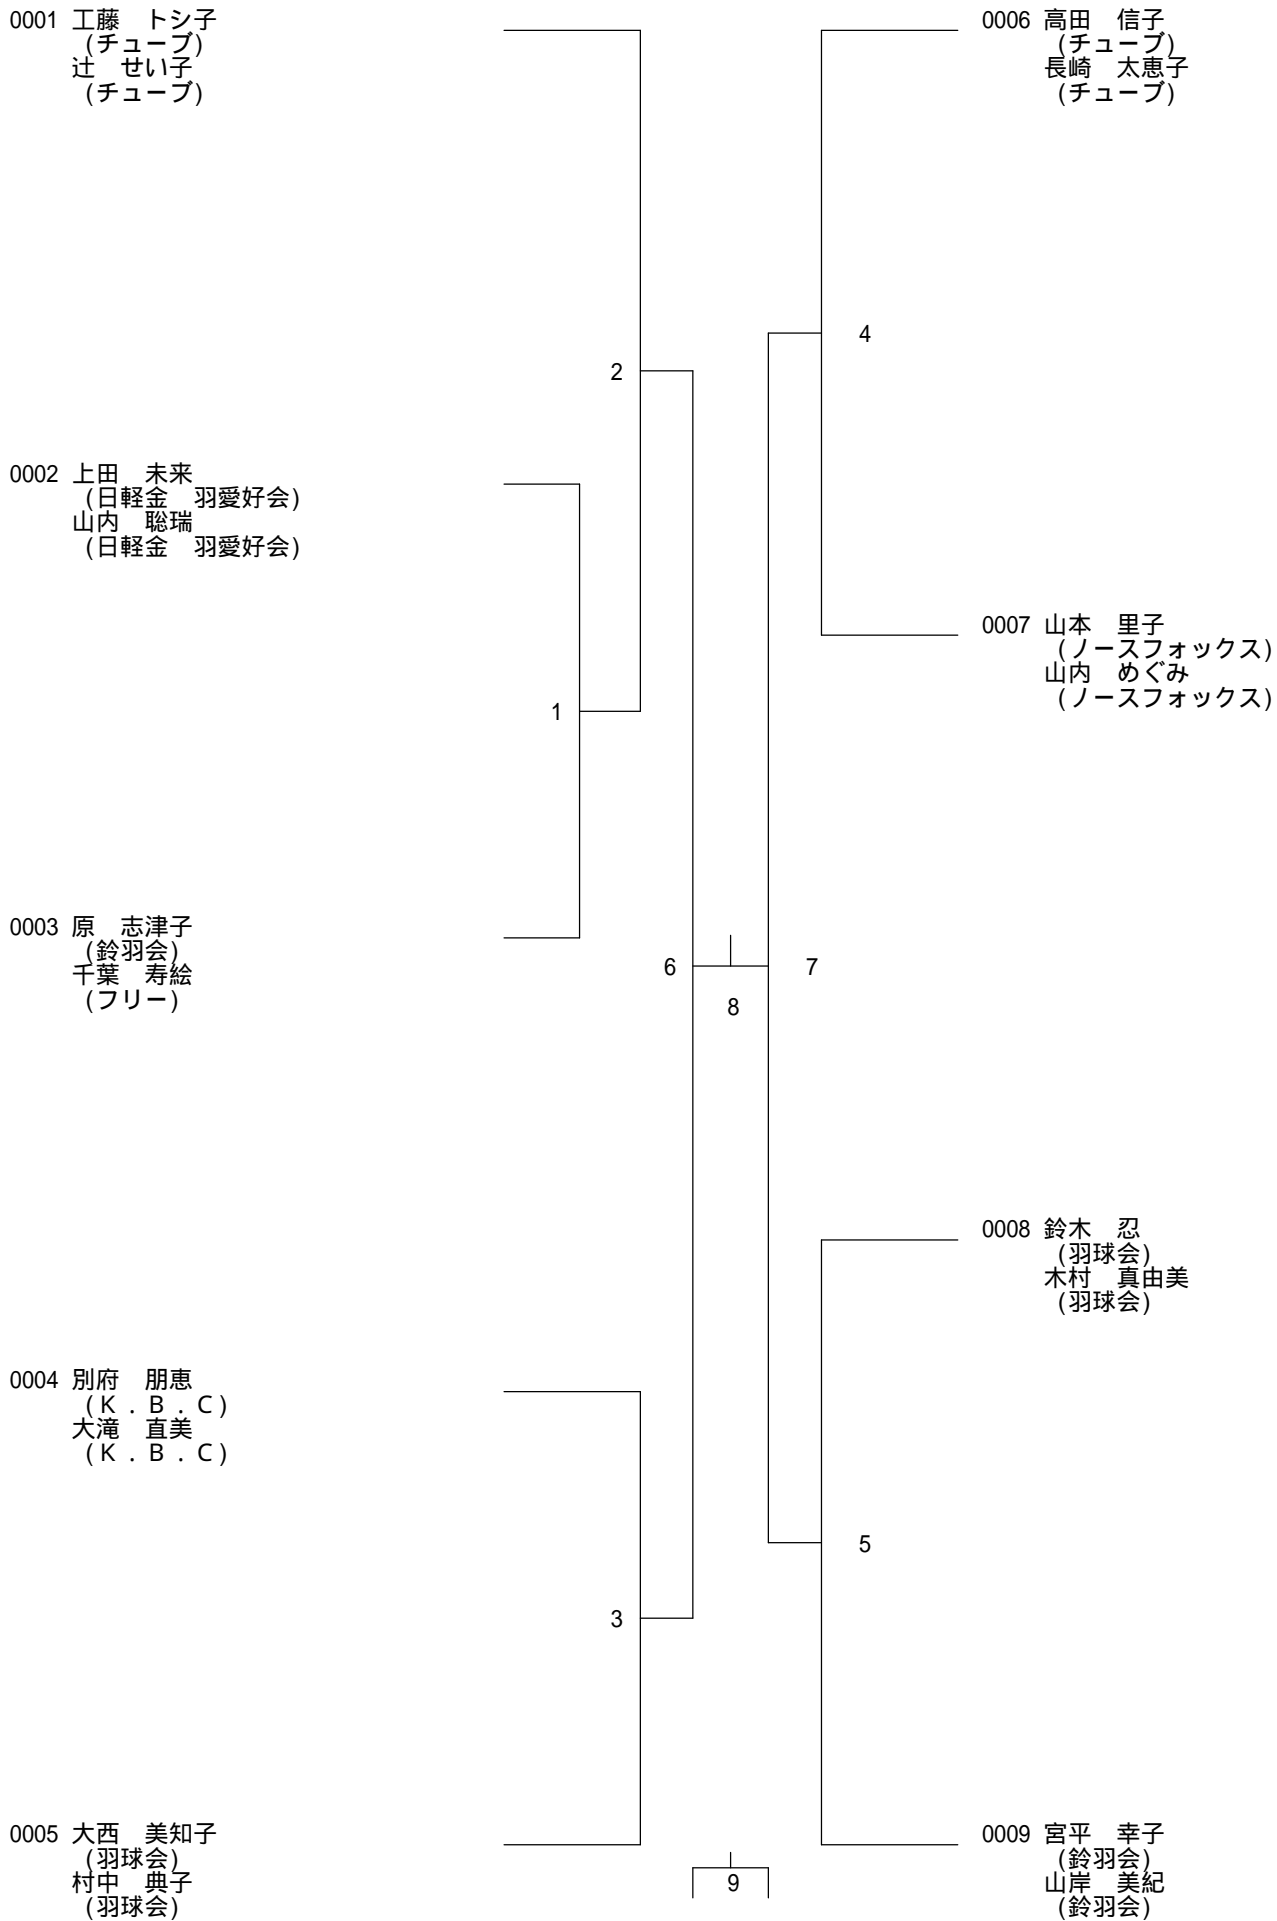 0001 工藤　トシ子
(チューブ)
辻　せい子
(チューブ)
0002 上田　未来
(日軽金　羽愛好会)
山内　聡瑞
(日軽金　羽愛好会)
0003 原　志津子
(鈴羽会)
千葉　寿絵
(フリー)
0004 別府　朋恵
(Ｋ．Ｂ．Ｃ)
大滝　直美
(Ｋ．Ｂ．Ｃ)
0005 大西　美知子
(羽球会)
村中　典子
(羽球会)
2
1
3
6
8
9
7
4
5
0006 高田　信子
(チューブ)
長崎　太恵子
(チューブ)
0007 山本　里子
(ノースフォックス)
山内　めぐみ
(ノースフォックス)
0008 鈴木　忍
(羽球会)
木村　真由美
(羽球会)
0009 宮平　幸子
(鈴羽会)
山岸　美紀
(鈴羽会)